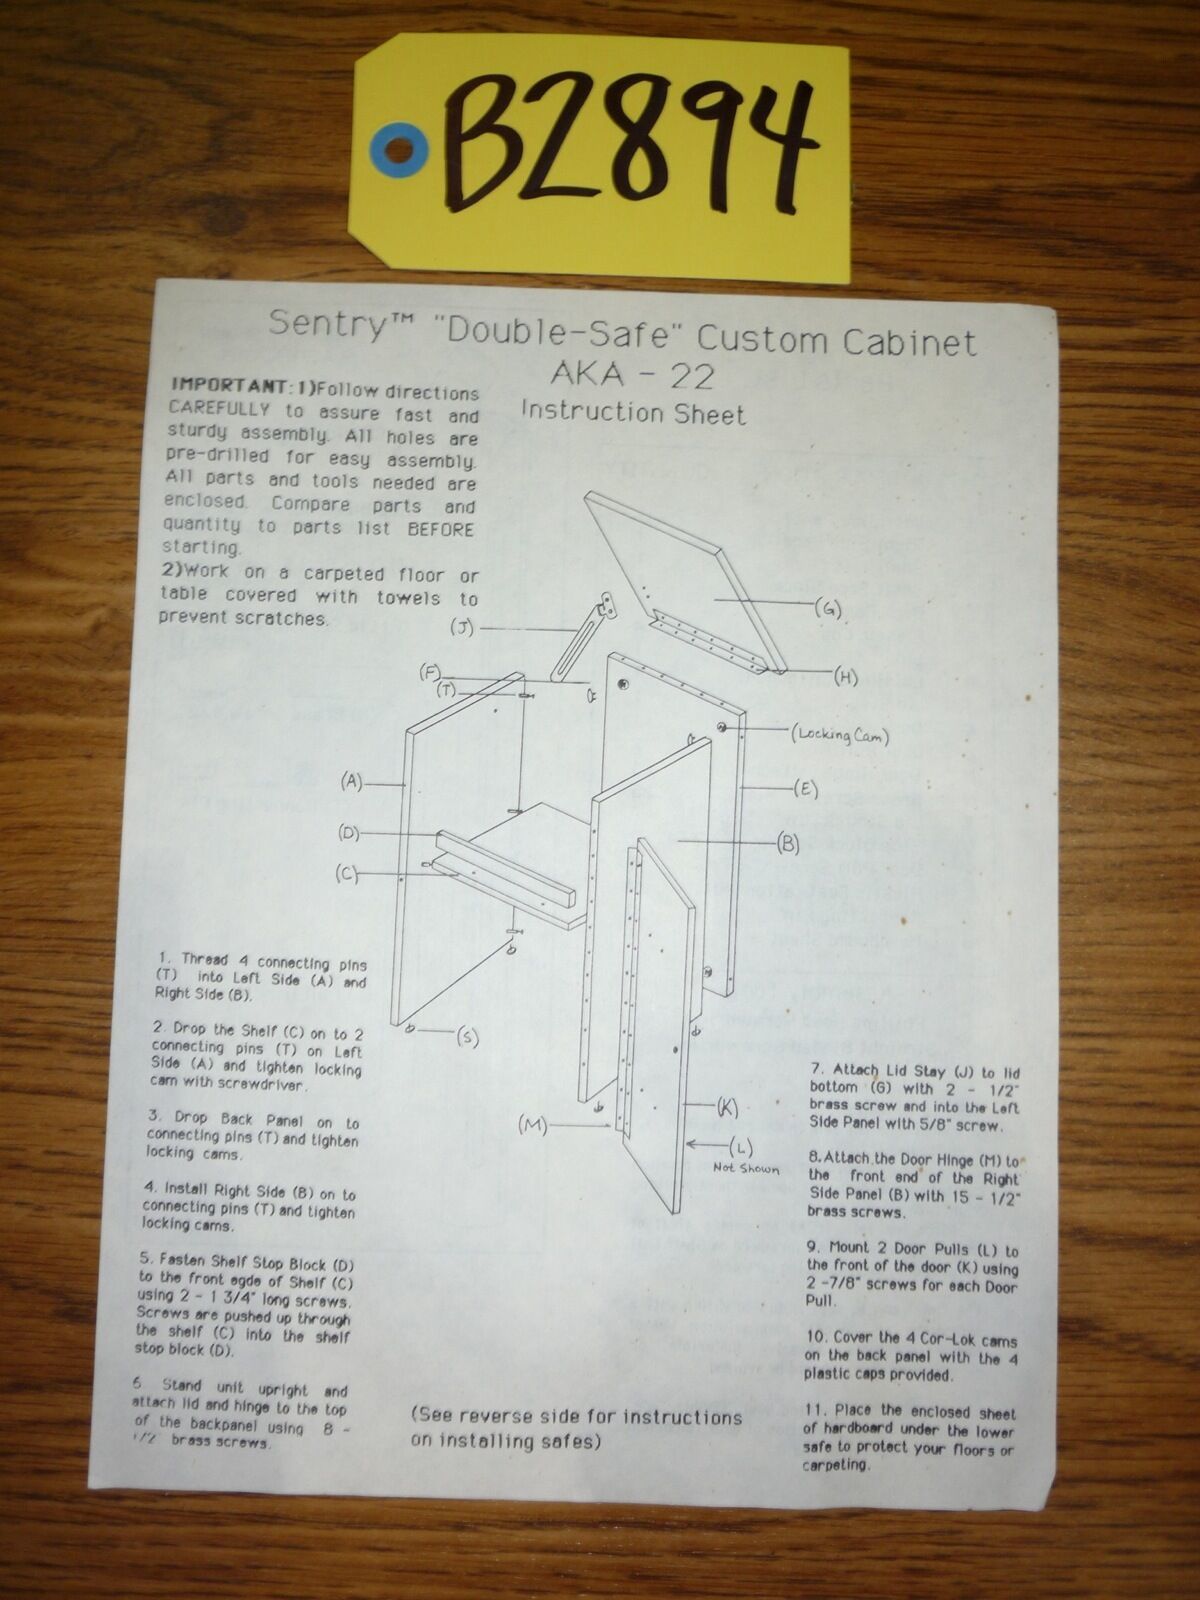 B2894
Sentry™ "Double-Safe" Custom Cabinet
AKA - 22
Instruction Sheet
IMPORTANT: 1)Follow directions
CAREFULLY to assure fast and
sturdy assembly. All holes are
pre-drilled for easy assembly.
All parts and tools needed are
enclosed. Compare parts and
quantity to parts list BEFORE
starting.
2)Work on a carpeted floor or
table covered with towels to
prevent scratches.
(G)
(J)
(H)
(F)
(T)
(Locking Cam)
(A)
(E)
(D)
(B)
(C)
(S)
(K)
(M)
(L)
Not Shown
1. Thread 4 connecting pins
(T) into Left Side (A) and
Right Side (B).
2. Drop the Shelf (C) on to 2
connecting pins (T) on Left
Side (A) and tighten locking
cam with screwdriver.
3. Drop Back Panel on to
connecting pins (T) and tighten
locking cams.
4. Install Right Side (B) on to
connecting pins (T) and tighten
locking cams.
5. Fasten Shelf Stop Block (D)
to the front egde of Shelf (C)
using 2 - 1 3/4" long screws.
Screws are pushed up through
the shelf (C) into the shelf
stop block (D).
6. Stand unit upright and
attach lid and hinge to the top
of the backpanel using 8 -
1/2" brass screws.
(See reverse side for instructions
on installing safes)
7. Attach Lid Stay (J) to lid
bottom (G) with 2 - 1/2"
brass screw and into the Left
Side Panel with 5/8" screw.
8. Attach the Door Hinge (M) to
the front end of the Right
Side Panel (B) with 15 - 1/2"
brass screws.
9. Mount 2 Door Pulls (L) to
the front of the door (K) using
2 -7/8" screws for each Door
Pull.
10. Cover the 4 Cor-Lok cams
on the back panel with the 4
plastic caps provided.
11. Place the enclosed sheet
of hardboard under the lower
safe to protect your floors or
carpeting.